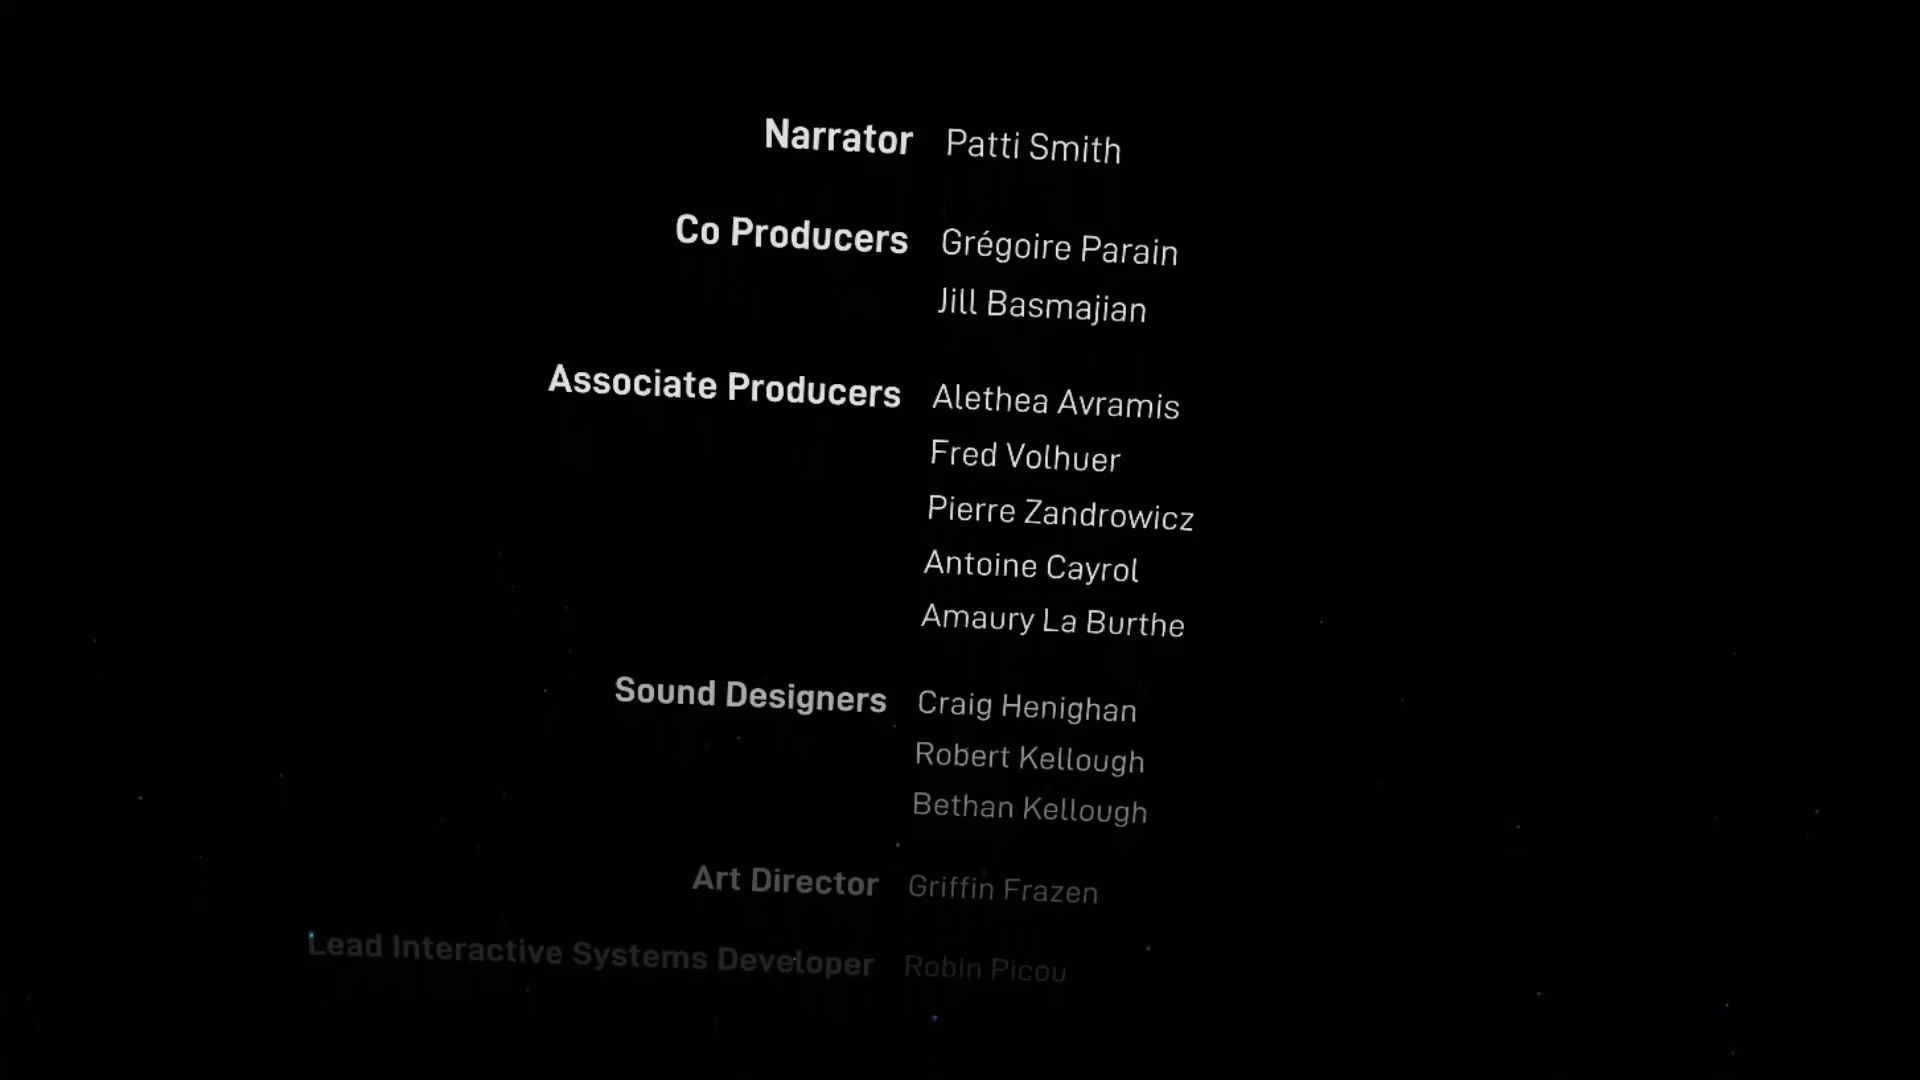 Narrator Patti Smith
Co Producers Grégoire Parain
Jill Basmajian
Associate Producers Alethea Avramis
Fred Volhuer
Pierre Zandrowicz
Antoine Cayrol
Amaury La Burthe
Sound Designers Craig Henighan
Robert Kellough
Bethan Kellough
Art Director Griffin Frazen
Lead Interactive Systems Developer Robin Picou